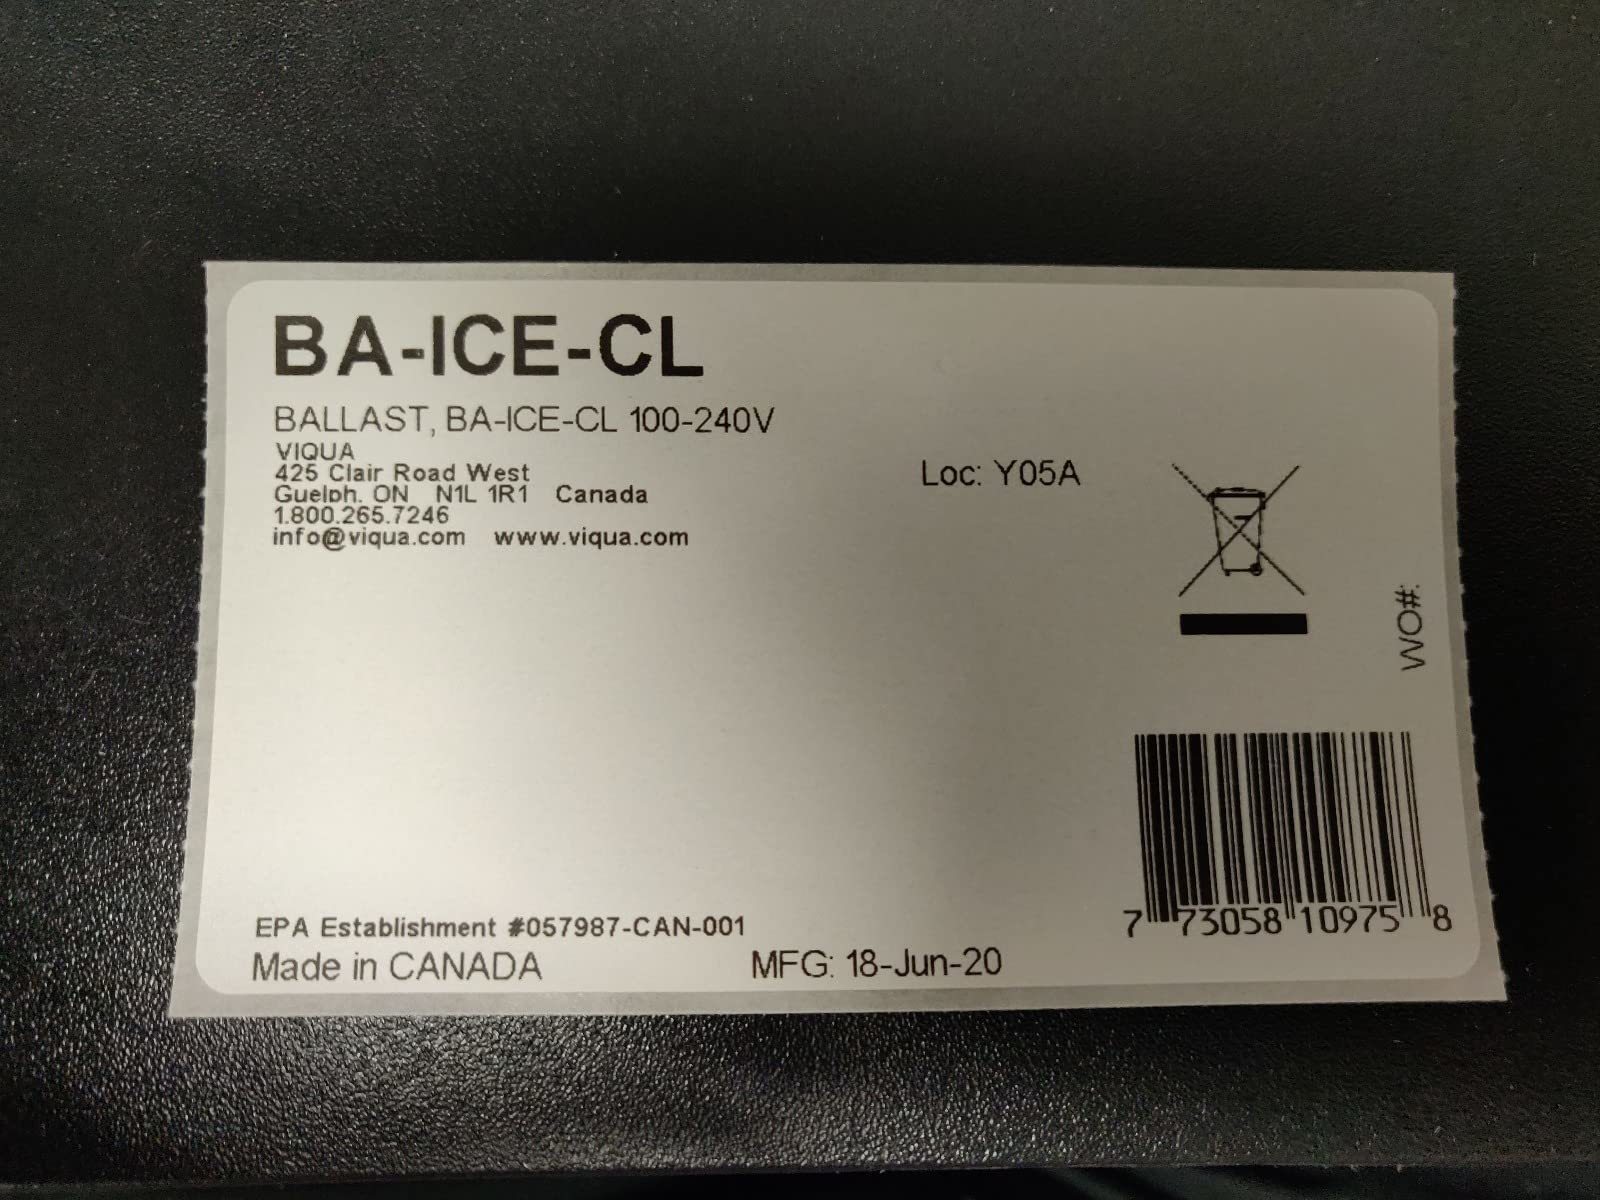 BA-ICE-CL
BALLAST, BA-ICE-CL 100-240V
VIQUA
425 Clair Road West
Guelph. ON N1L 1R1 Canada
1.800.265.7246
info@viqua.com www.viqua.com
Loc: Y05A
WO#:
7 73058 10975 8
EPA Establishment #057987-CAN-001
Made in CANADA MFG: 18-Jun-20